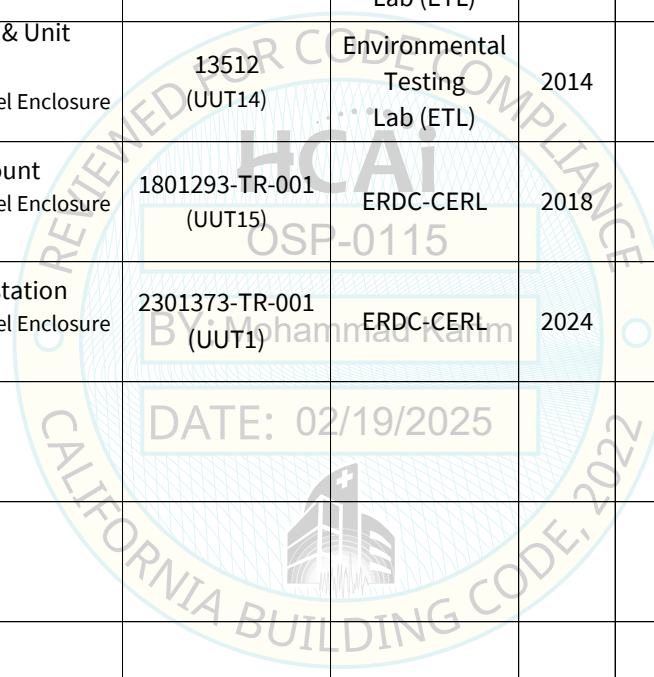 Lab (ETL)
& Unit
el Enclosure
13512
(UUT14)
Environmental
Testing
Lab (ETL)
2014
ount
el Enclosure
1801293-TR-001
(UUT15)
ERDC-CERL
2018
tation
el Enclosure
2301373-TR-001
(UUT1)
ERDC-CERL
2024
REVIEWED FOR CODE COMPLIANCE
HCAi
OSP-0115
BY: Mohammad Karim
DATE: 02/19/2025
CALIFORNIA BUILDING CODE, 2022